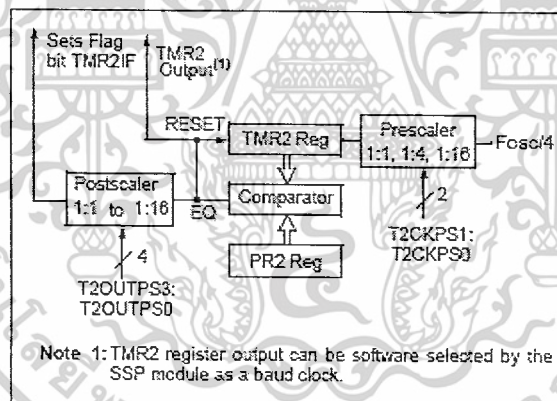 Sets Flag
bit TMR2IF
TMR2
Output(1)
RESET
TMR2 Reg
Prescaler
1:1, 1:4, 1:16
Fosc/4
Postscaler
1:1 to 1:16
EQ
Comparator
2
T2CKPS1:
T2CKPS0
4
PR2 Reg
T2OUTPS3:
T2OUTPS0
Note 1: TMR2 register output can be software selected by the
SSP module as a baud clock.